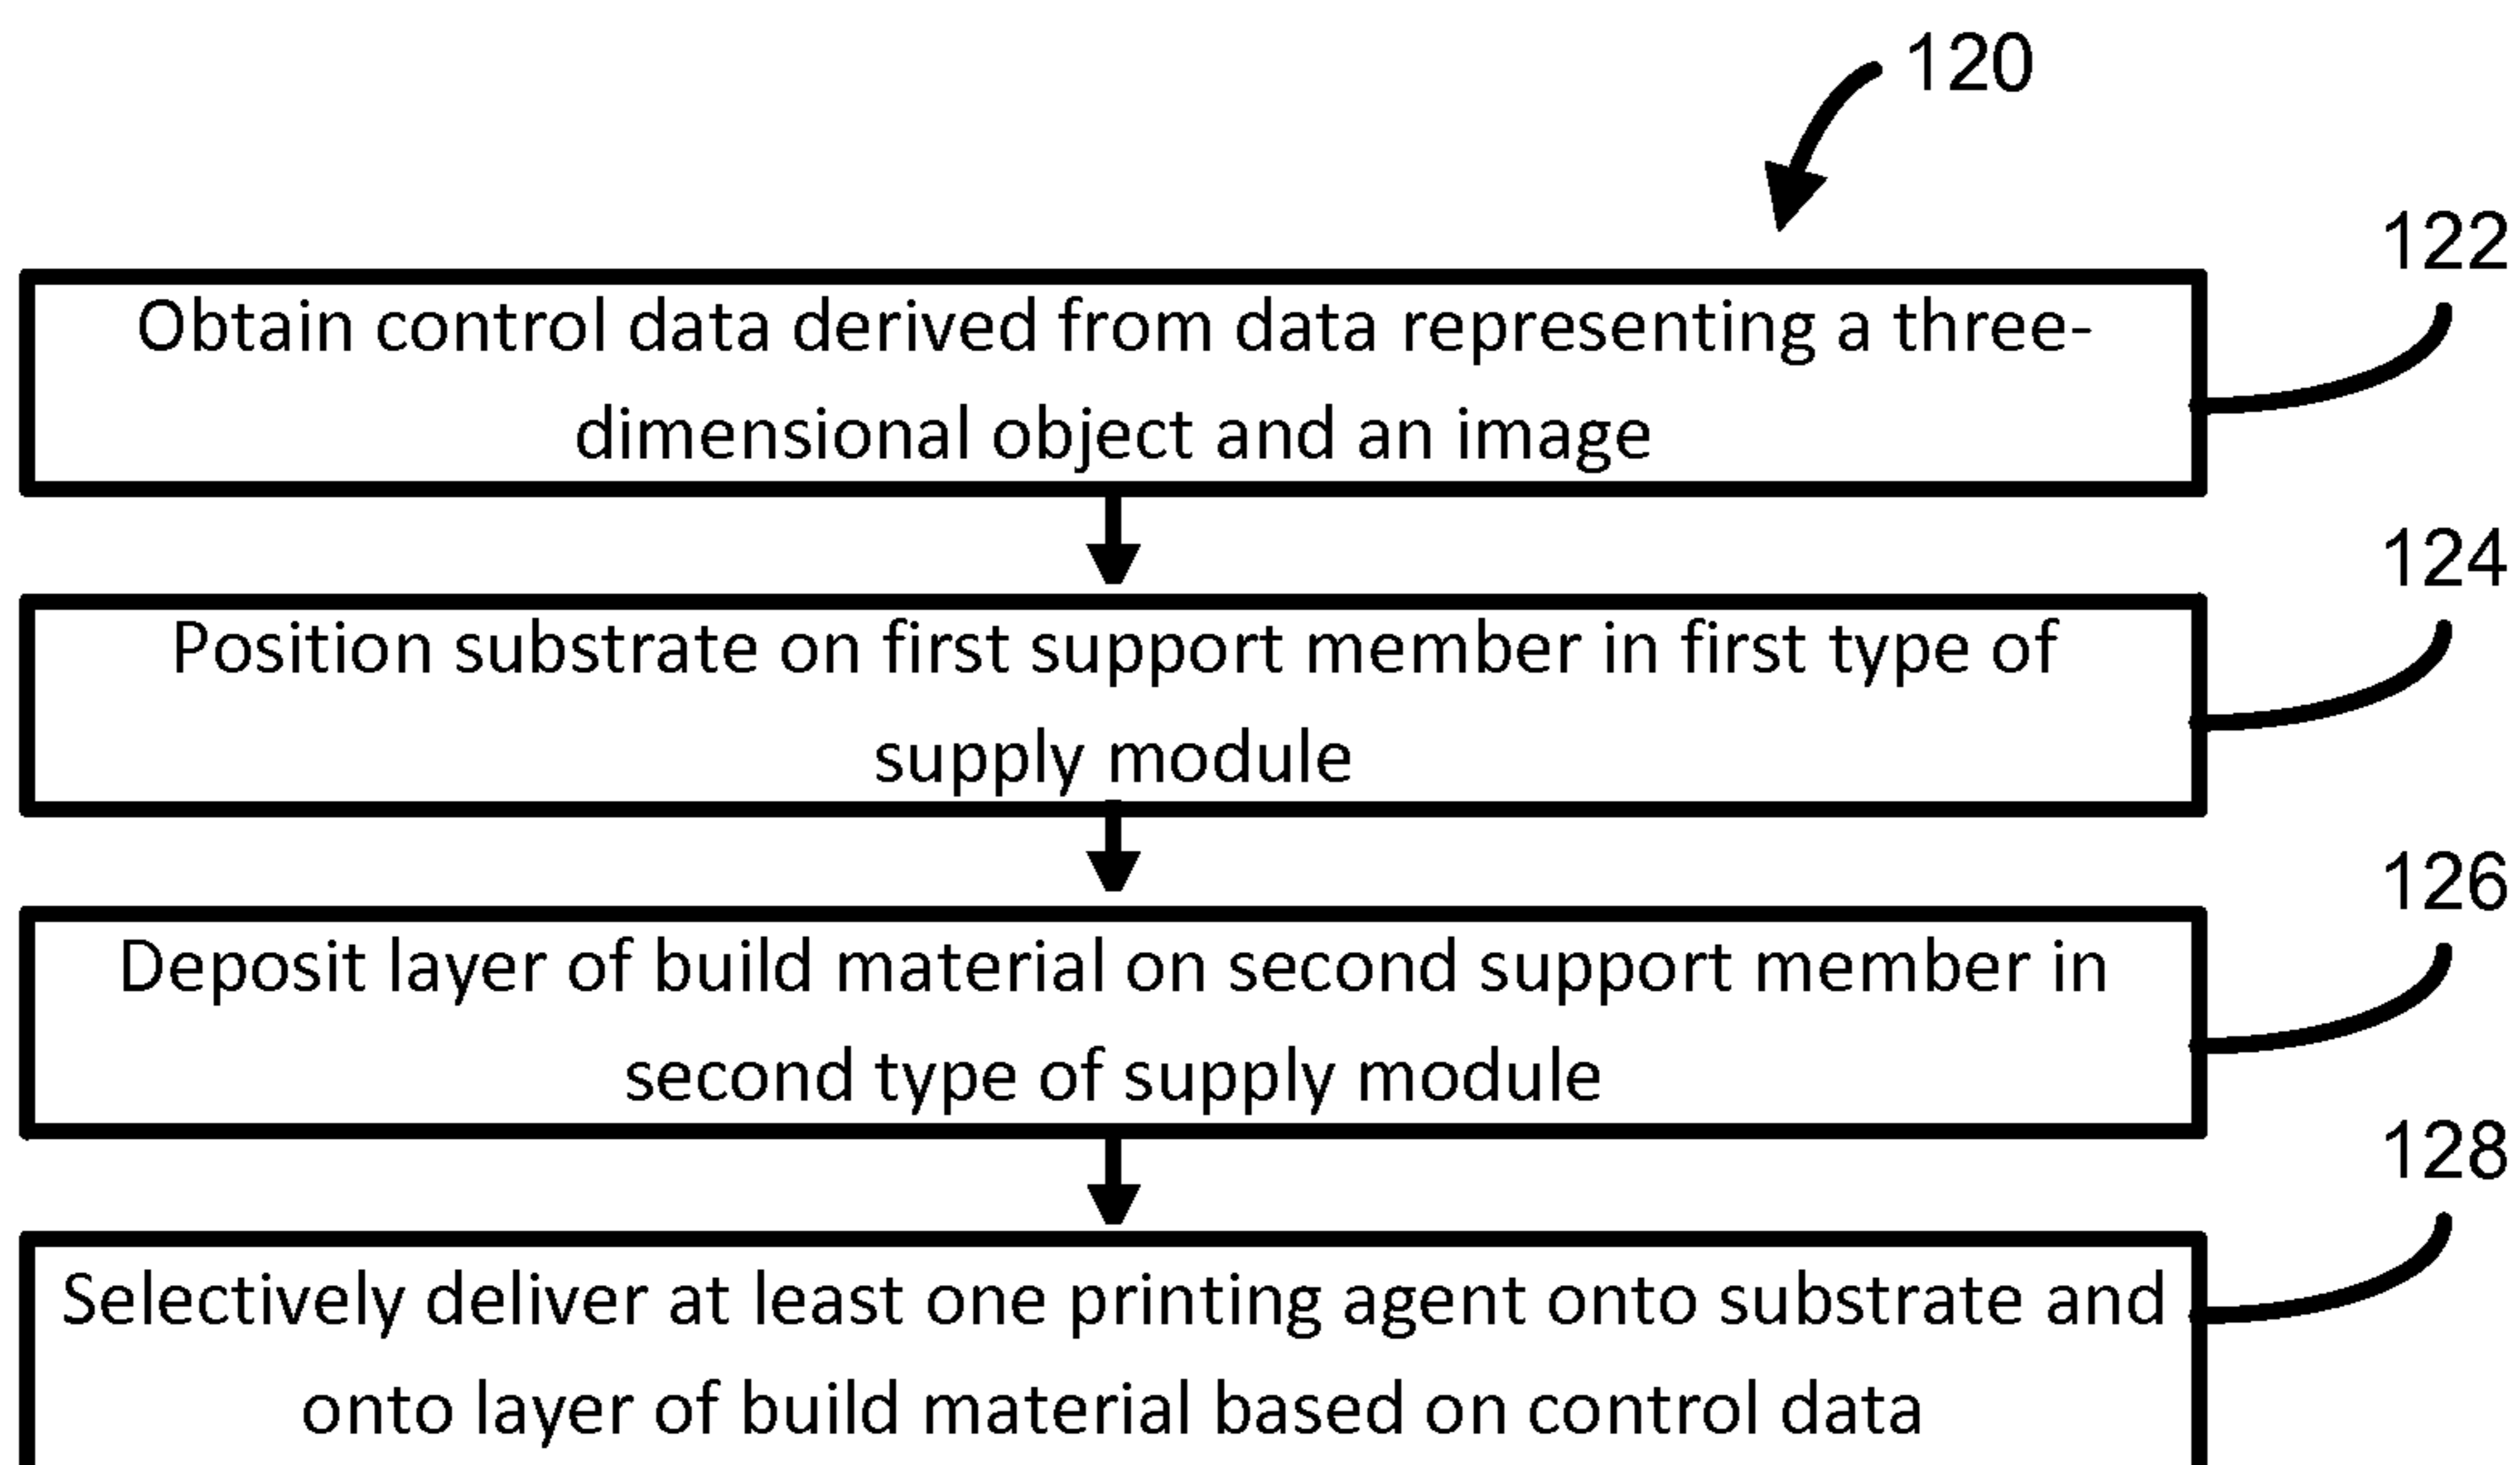 120
122
Obtain control data derived from data representing a three-
dimensional object and an image
124
Position substrate on first support member in first type of
supply module
126
Deposit layer of build material on second support member in
second type of supply module
128
Selectively deliver at least one printing agent onto substrate and
onto layer of build material based on control data